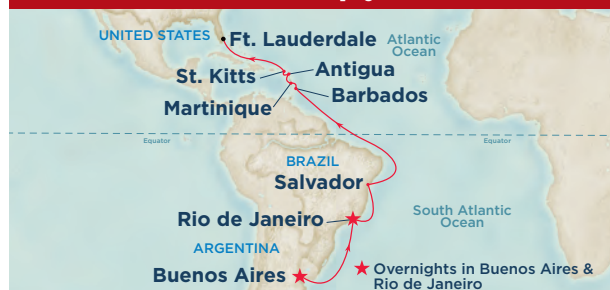 UNITED STATES
Ft. Lauderdale
Atlantic
Ocean
St. Kitts
Antigua
Martinique
Barbados
Equator
Equator
BRAZIL
Salvador
Rio de Janeiro
South Atlantic
Ocean
ARGENTINA
Buenos Aires
Overnights in Buenos Aires &
Rio de Janeiro